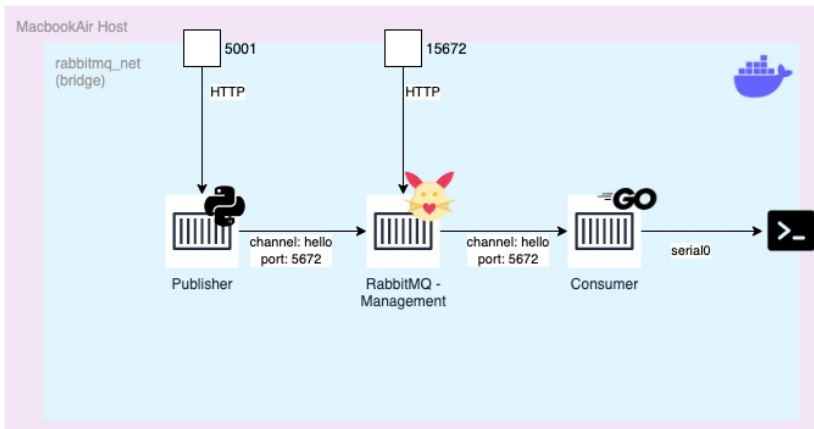 MacbookAir Host
rabbitmq_net
(bridge)
5001
15672
HTTP
HTTP
GO
channel: hello
port: 5672
channel: hello
port: 5672
serial0
>_
Publisher
RabbitMQ -
Management
Consumer